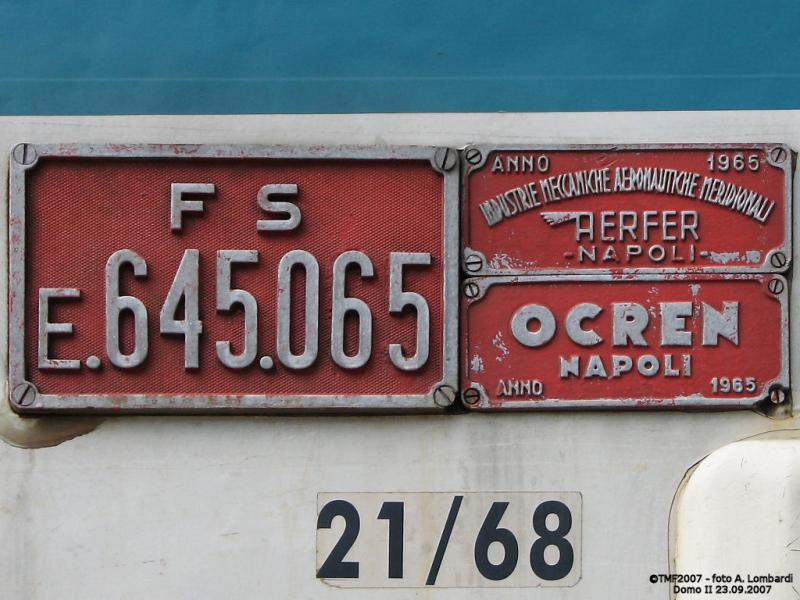 FS
E.645.065
ANNO 1965
INDUSTRIE MECCANICHE AERONAUTICHE MERIDIONALI
AERFER
-NAPOLI-
OCREN
NAPOLI
ANNO 1965
21/68
©TMF2007 - foto A. Lombardi
Domo II 23.09.2007